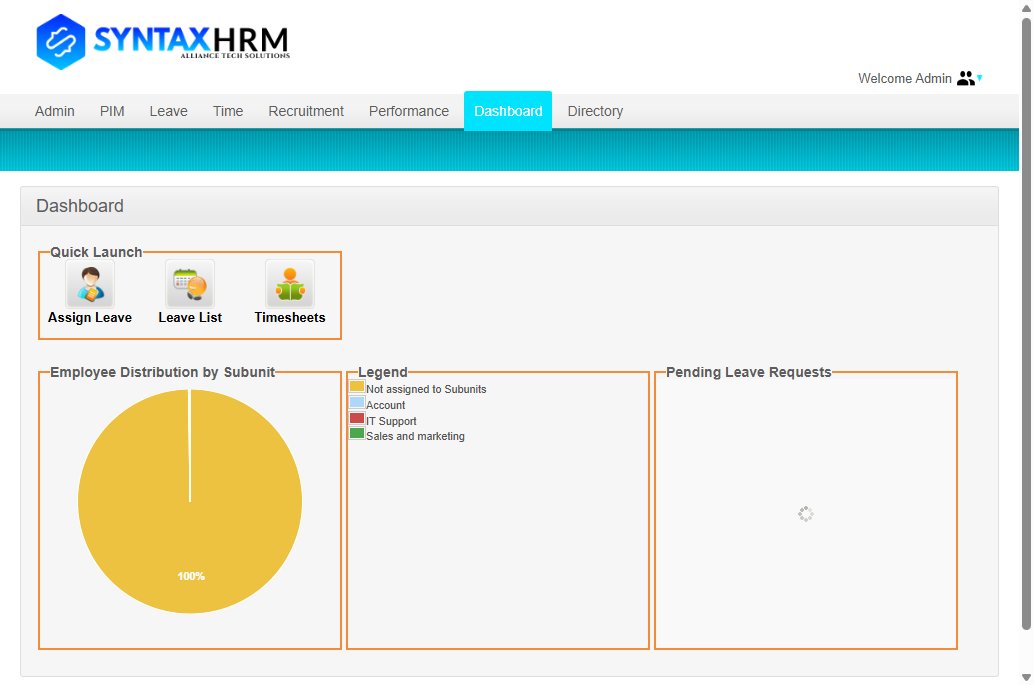 SYNTAXHRM
ALLIANCE TECH SOLUTIONS
Welcome Admin
Admin PIM Leave Time Recruitment Performance Dashboard Directory
Dashboard
Quick Launch
Assign Leave Leave List Timesheets
Employee Distribution by Subunit Legend Pending Leave Requests
Not assigned to Subunits
Account
IT Support
Sales and marketing
100%